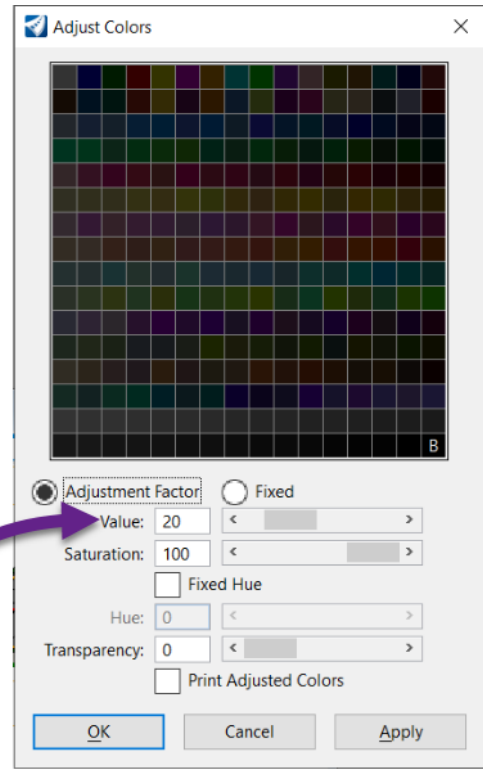 Adjust Colors
B
Adjustment Factor Fixed
Value: 20
Saturation: 100
Fixed Hue
Hue: 0
Transparency: 0
Print Adjusted Colors
OK Cancel Apply